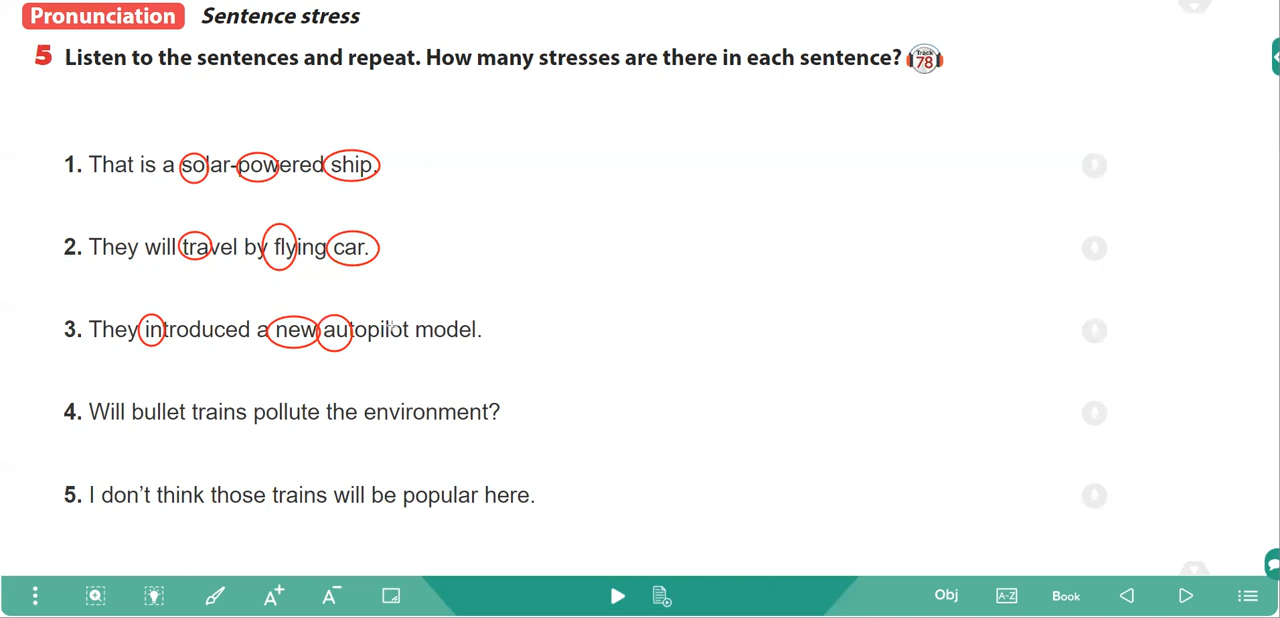 Pronunciation Sentence stress
5 Listen to the sentences and repeat. How many stresses are there in each sentence? Track 78
1. That is a solar-powered ship.
2. They will travel by flying car.
3. They introduced a new autopilot model.
4. Will bullet trains pollute the environment?
5. I don't think those trains will be popular here.
A+ A- Obj A-Z Book